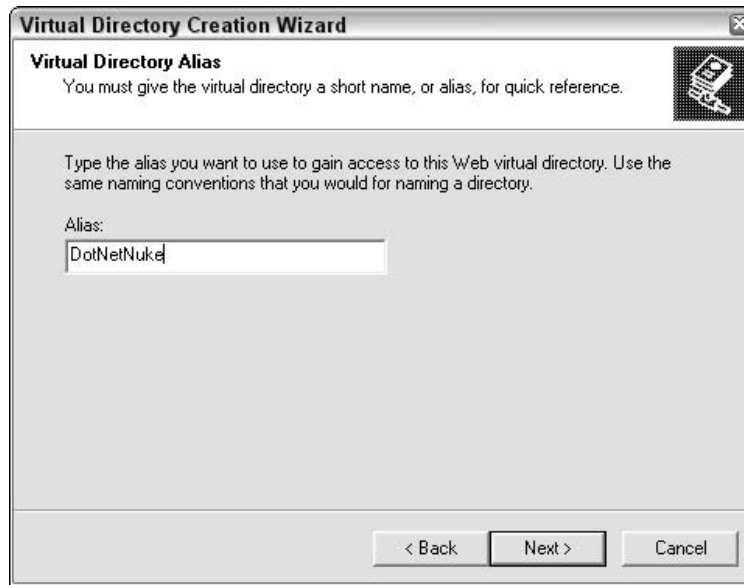 Virtual Directory Creation Wizard
Virtual Directory Alias
You must give the virtual directory a short name, or alias, for quick reference.
Type the alias you want to use to gain access to this Web virtual directory. Use the
same naming conventions that you would for naming a directory.
Alias:
DotNetNuke
< Back Next > Cancel